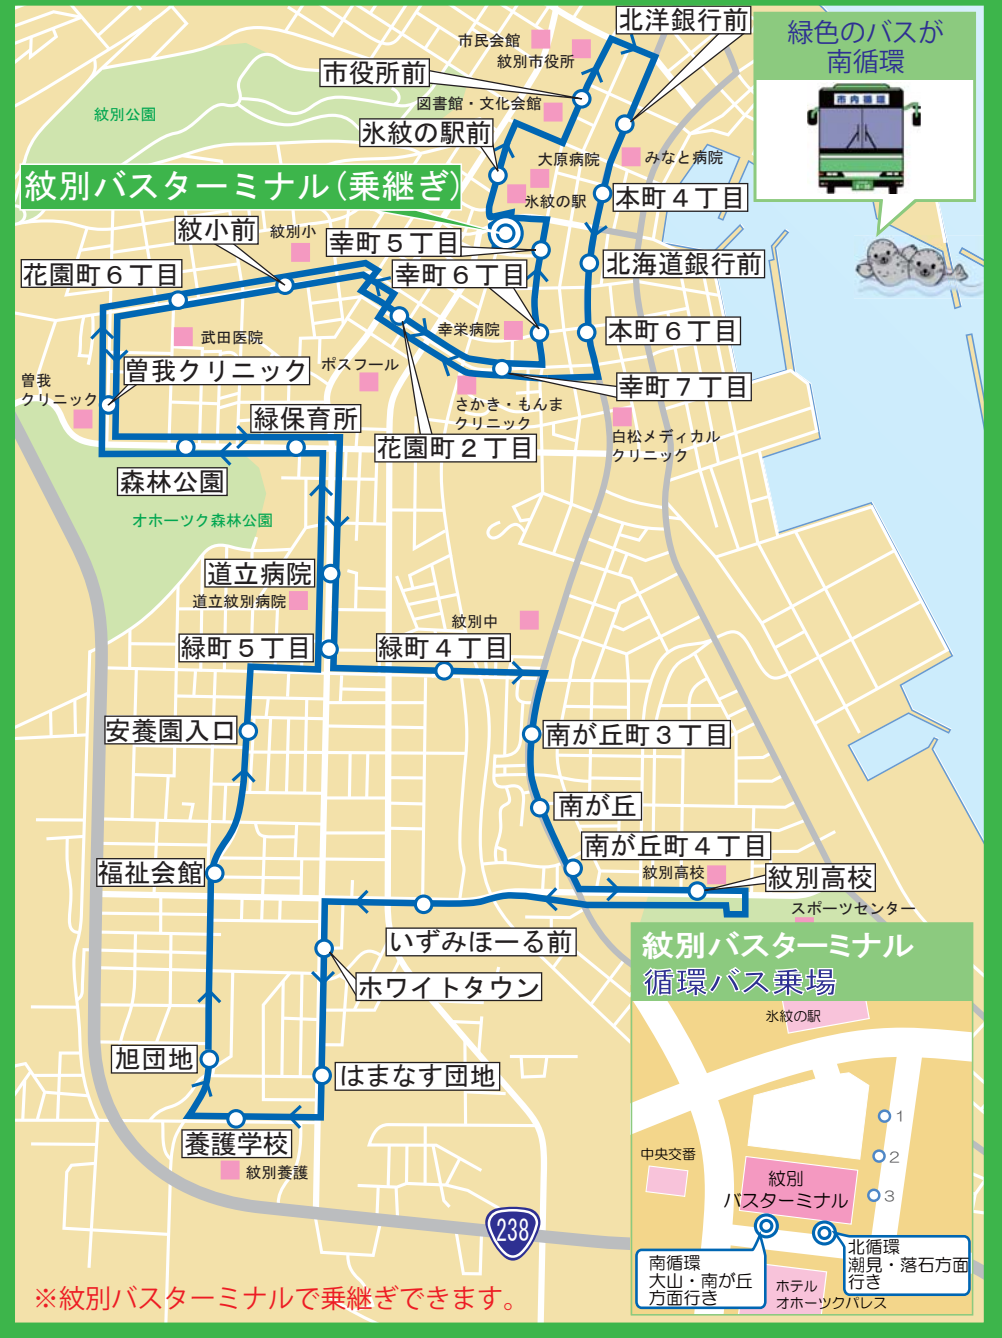 北洋銀行前
緑色のバスが
南循環
市内循環
市民会館
紋別市役所
市役所前
図書館・文化会館
紋別公園
氷紋の駅前
大原病院
みなと病院
紋別バスターミナル(乗継ぎ)
氷紋の駅
本町４丁目
紋小前
紋別小
幸町５丁目
北海道銀行前
花園町６丁目
幸町６丁目
武田医院
幸栄病院
本町６丁目
曽我
クリニック
曽我クリニック
ポスフール
幸町７丁目
さかき・もんま
クリニック
緑保育所
花園町２丁目
白松メディカル
クリニック
森林公園
オホーツク森林公園
道立病院
道立紋別病院
紋別中
緑町５丁目
緑町４丁目
安養園入口
南が丘町３丁目
南が丘
南が丘町４丁目
福祉会館
紋別高校
紋別高校
スポーツセンター
いずみほーる前
ホワイトタウン
旭団地
はまなす団地
養護学校
紋別養護
238
紋別バスターミナル
循環バス乗場
氷紋の駅
1
2
3
中央交番
紋別
バスターミナル
南循環
大山・南が丘
方面行き
北循環
潮見・落石方面
行き
ホテル
オホーツクパレス
※紋別バスターミナルで乗継ぎできます。